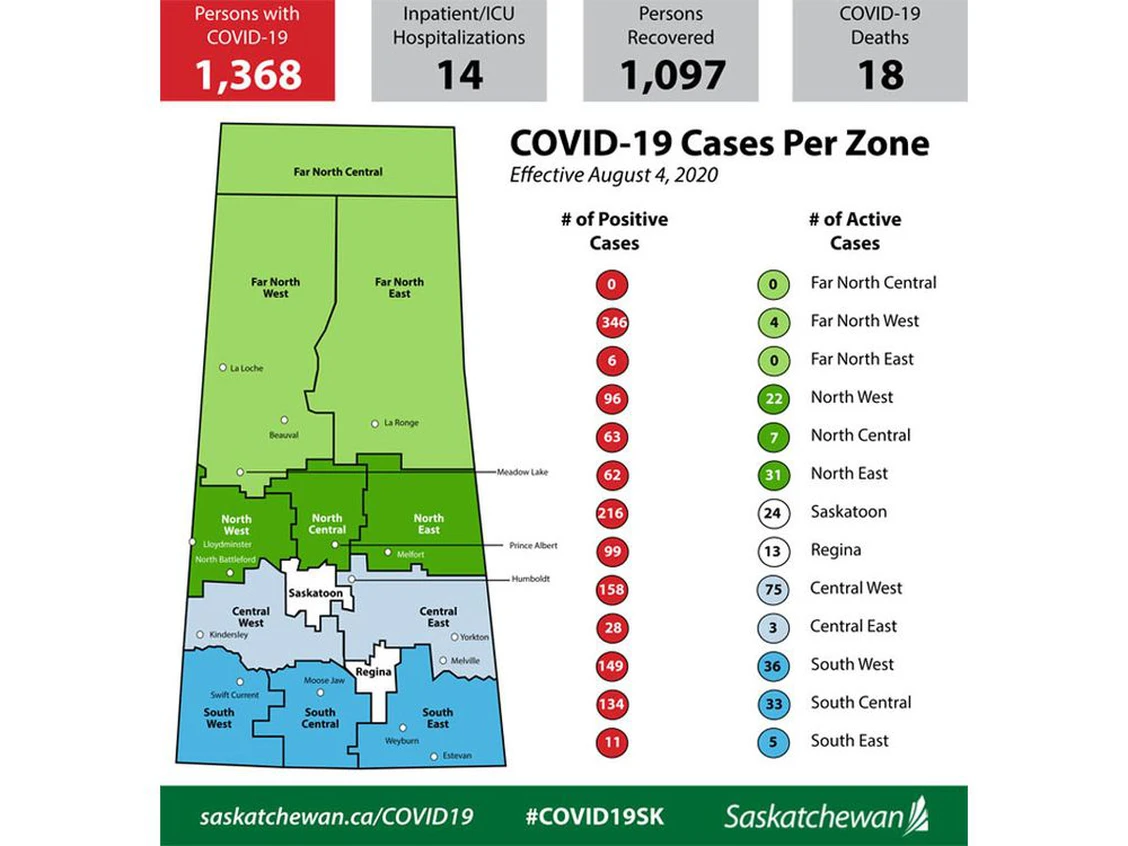 Persons with
COVID-19
1,368
Inpatient/ICU
Hospitalizations
14
Persons
Recovered
1,097
COVID-19
Deaths
18
COVID-19 Cases Per Zone
Effective August 4, 2020
# of Positive
Cases
# of Active
Cases
0 0 Far North Central
346 4 Far North West
6 0 Far North East
96 22 North West
63 7 North Central
62 31 North East
216 24 Saskatoon
99 13 Regina
158 75 Central West
28 3 Central East
149 36 South West
134 33 South Central
11 5 South East
Far North Central
Far North
West
Far North
East
La Loche
Beauval
La Ronge
Meadow Lake
North
West
North
Central
North
East
Lloydminster
Prince Albert
North Battleford
Melfort
Humboldt
Saskatoon
Central
West
Central
East
Kindersley
Yorkton
Melville
Regina
Moose Jaw
Swift Current
South
West
South
Central
South
East
Weyburn
Estevan
saskatchewan.ca/COVID19
#COVID19SK
Saskatchewan